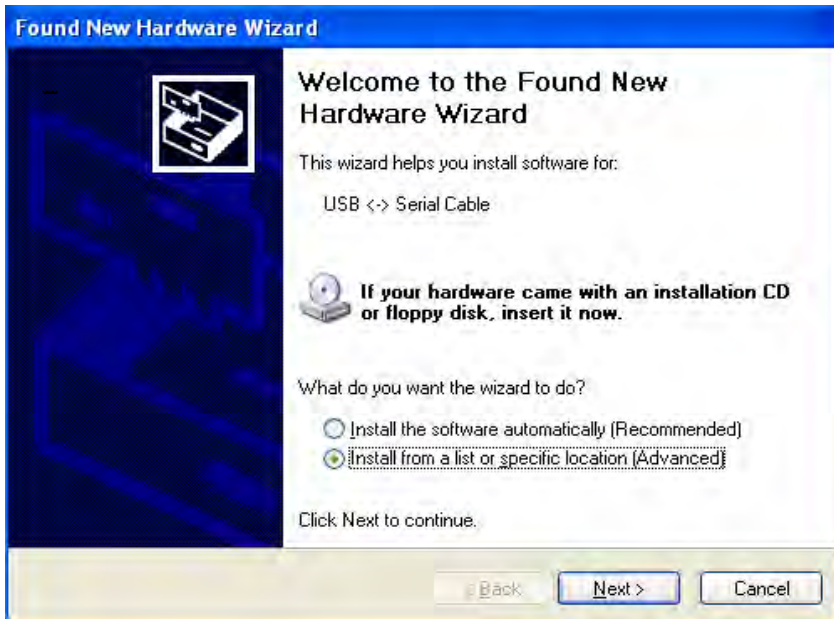 Found New Hardware Wizard
Welcome to the Found New
Hardware Wizard
This wizard helps you install software for:
USB <-> Serial Cable
If your hardware came with an installation CD
or floppy disk, insert it now.
What do you want the wizard to do?
Install the software automatically (Recommended)
Install from a list or specific location (Advanced)
Click Next to continue.
< Back Next > Cancel